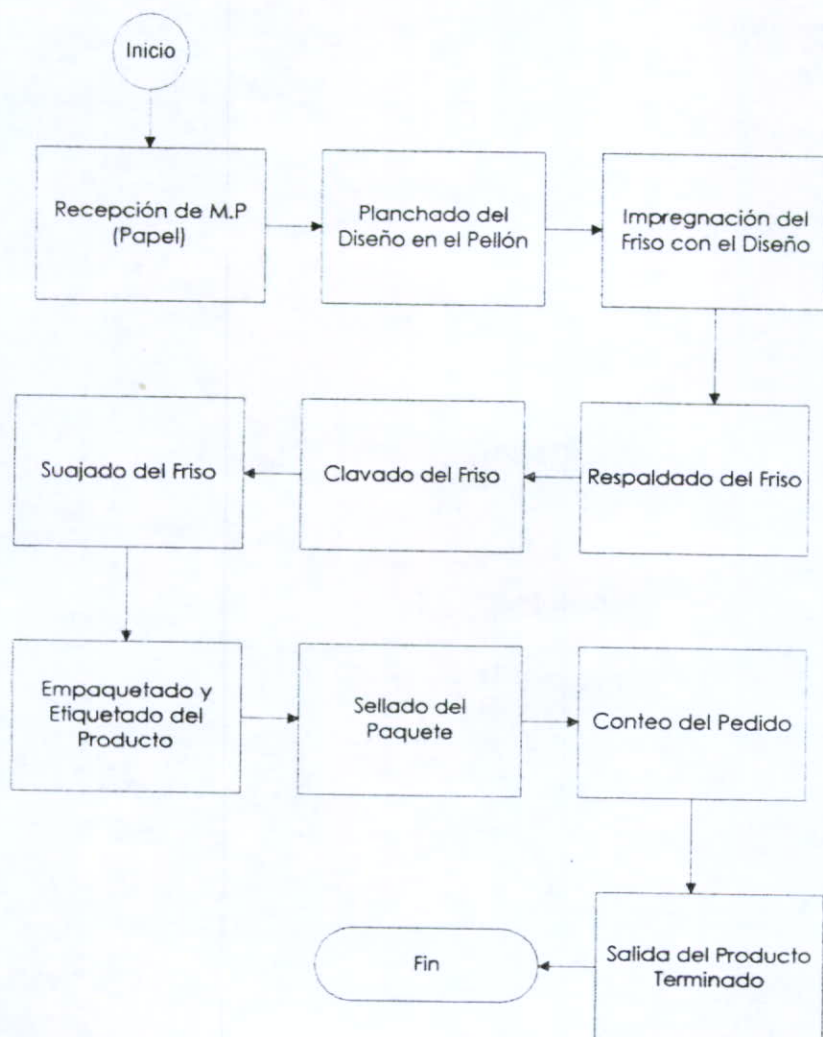 Inicio
Recepción de M.P
(Papel)
Planchado del
Diseño en el Pellón
Impregnación del
Friso con el Diseño
Respaldado del Friso
Clavado del Friso
Suajado del Friso
Empaquetado y
Etiquetado del
Producto
Sellado del
Paquete
Conteo del Pedido
Salida del Producto
Terminado
Fin